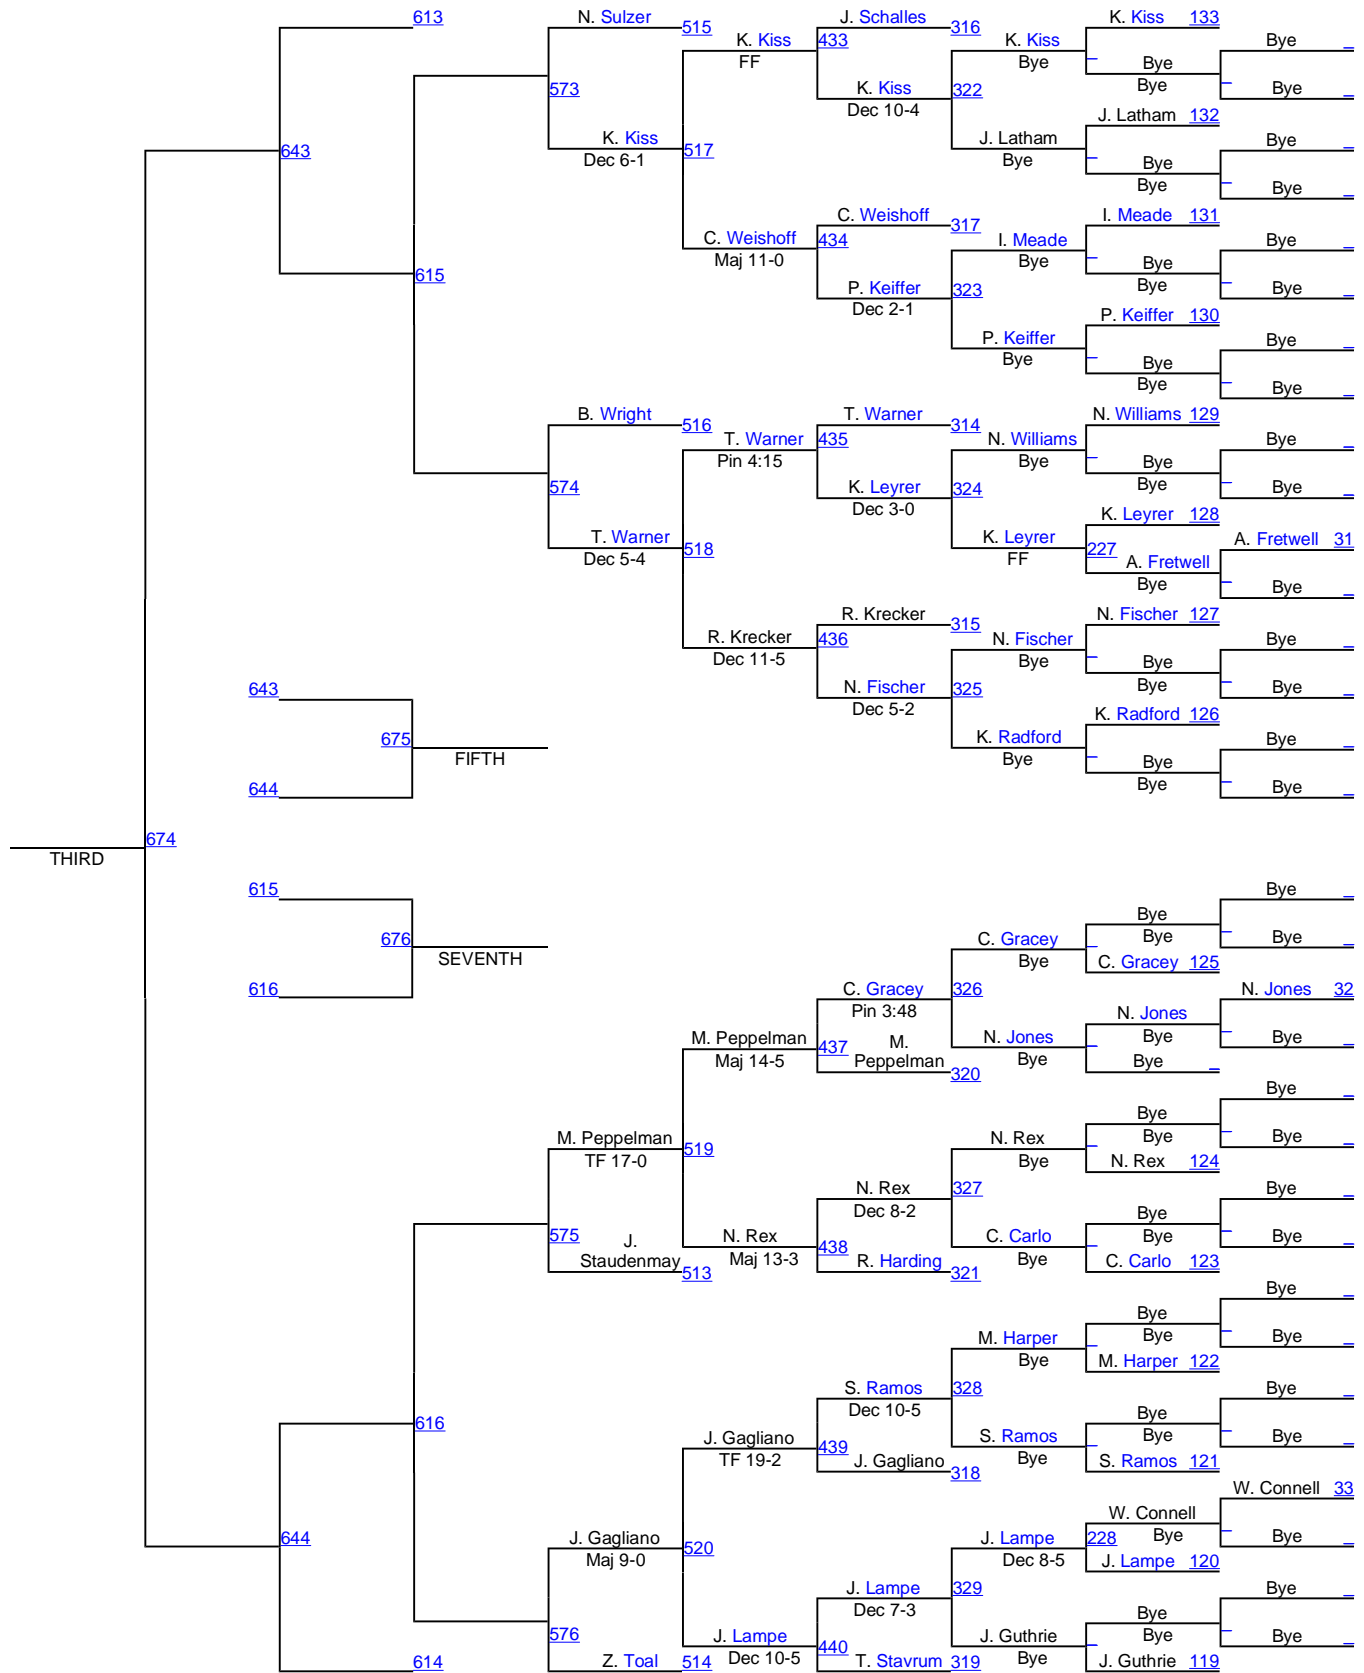 613
N. Sulzer
515
J. Schalles
316
K. Kiss 133
K. Kiss
FF
433
K. Kiss
Bye
Bye
Bye
Bye
573
K. Kiss
Dec 10-4
322
Bye
J. Latham 132
K. Kiss
Dec 6-1
517
J. Latham
Bye
Bye
Bye
Bye
Bye
643
C. Weishoff
317
I. Meade 131
C. Weishoff
Maj 11-0
434
I. Meade
Bye
Bye
Bye
Bye
615
P. Keiffer
Dec 2-1
323
Bye
P. Keiffer 130
P. Keiffer
Bye
Bye
Bye
Bye
Bye
B. Wright
516
T. Warner
314
N. Williams 129
T. Warner
Pin 4:15
435
N. Williams
Bye
Bye
Bye
Bye
574
K. Leyrer
Dec 3-0
324
Bye
K. Leyrer 128
T. Warner
Dec 5-4
518
K. Leyrer
FF
227
A. Fretwell
Bye
A. Fretwell 31
Bye
R. Krecker
315
N. Fischer 127
R. Krecker
Dec 11-5
436
N. Fischer
Bye
Bye
Bye
Bye
643
N. Fischer
Dec 5-2
325
Bye
K. Radford 126
675
FIFTH
K. Radford
Bye
Bye
Bye
Bye
644
Bye
674
THIRD
615
Bye
676
SEVENTH
C. Gracey
Bye
Bye
Bye
C. Gracey 125
Bye
616
C. Gracey
Pin 3:48
326
N. Jones 32
M. Peppelman
Maj 14-5
437
M.
Peppelman
320
N. Jones
Bye
N. Jones
Bye
Bye
Bye
Bye
M. Peppelman
TF 17-0
519
N. Rex
Bye
Bye
Bye
N. Rex 124
Bye
N. Rex
Dec 8-2
327
Bye
575
J.
Staudenmay
513
N. Rex
Maj 13-3
438
R. Harding
321
C. Carlo
Bye
Bye
Bye
C. Carlo 123
Bye
Bye
M. Harper
Bye
Bye
Bye
M. Harper 122
Bye
616
S. Ramos
Dec 10-5
328
Bye
J. Gagliano
TF 19-2
439
J. Gagliano
318
S. Ramos
Bye
Bye
Bye
S. Ramos 121
Bye
W. Connell 33
644
J. Gagliano
Maj 9-0
520
J. Lampe
Dec 8-5
228
W. Connell
Bye
J. Lampe 120
Bye
J. Lampe
Dec 7-3
329
Bye
576
J. Lampe
Dec 10-5
440
J. Guthrie
Bye
Bye
Bye
Bye
614
Z. Toal 514
T. Stavrum 319
J. Guthrie 119